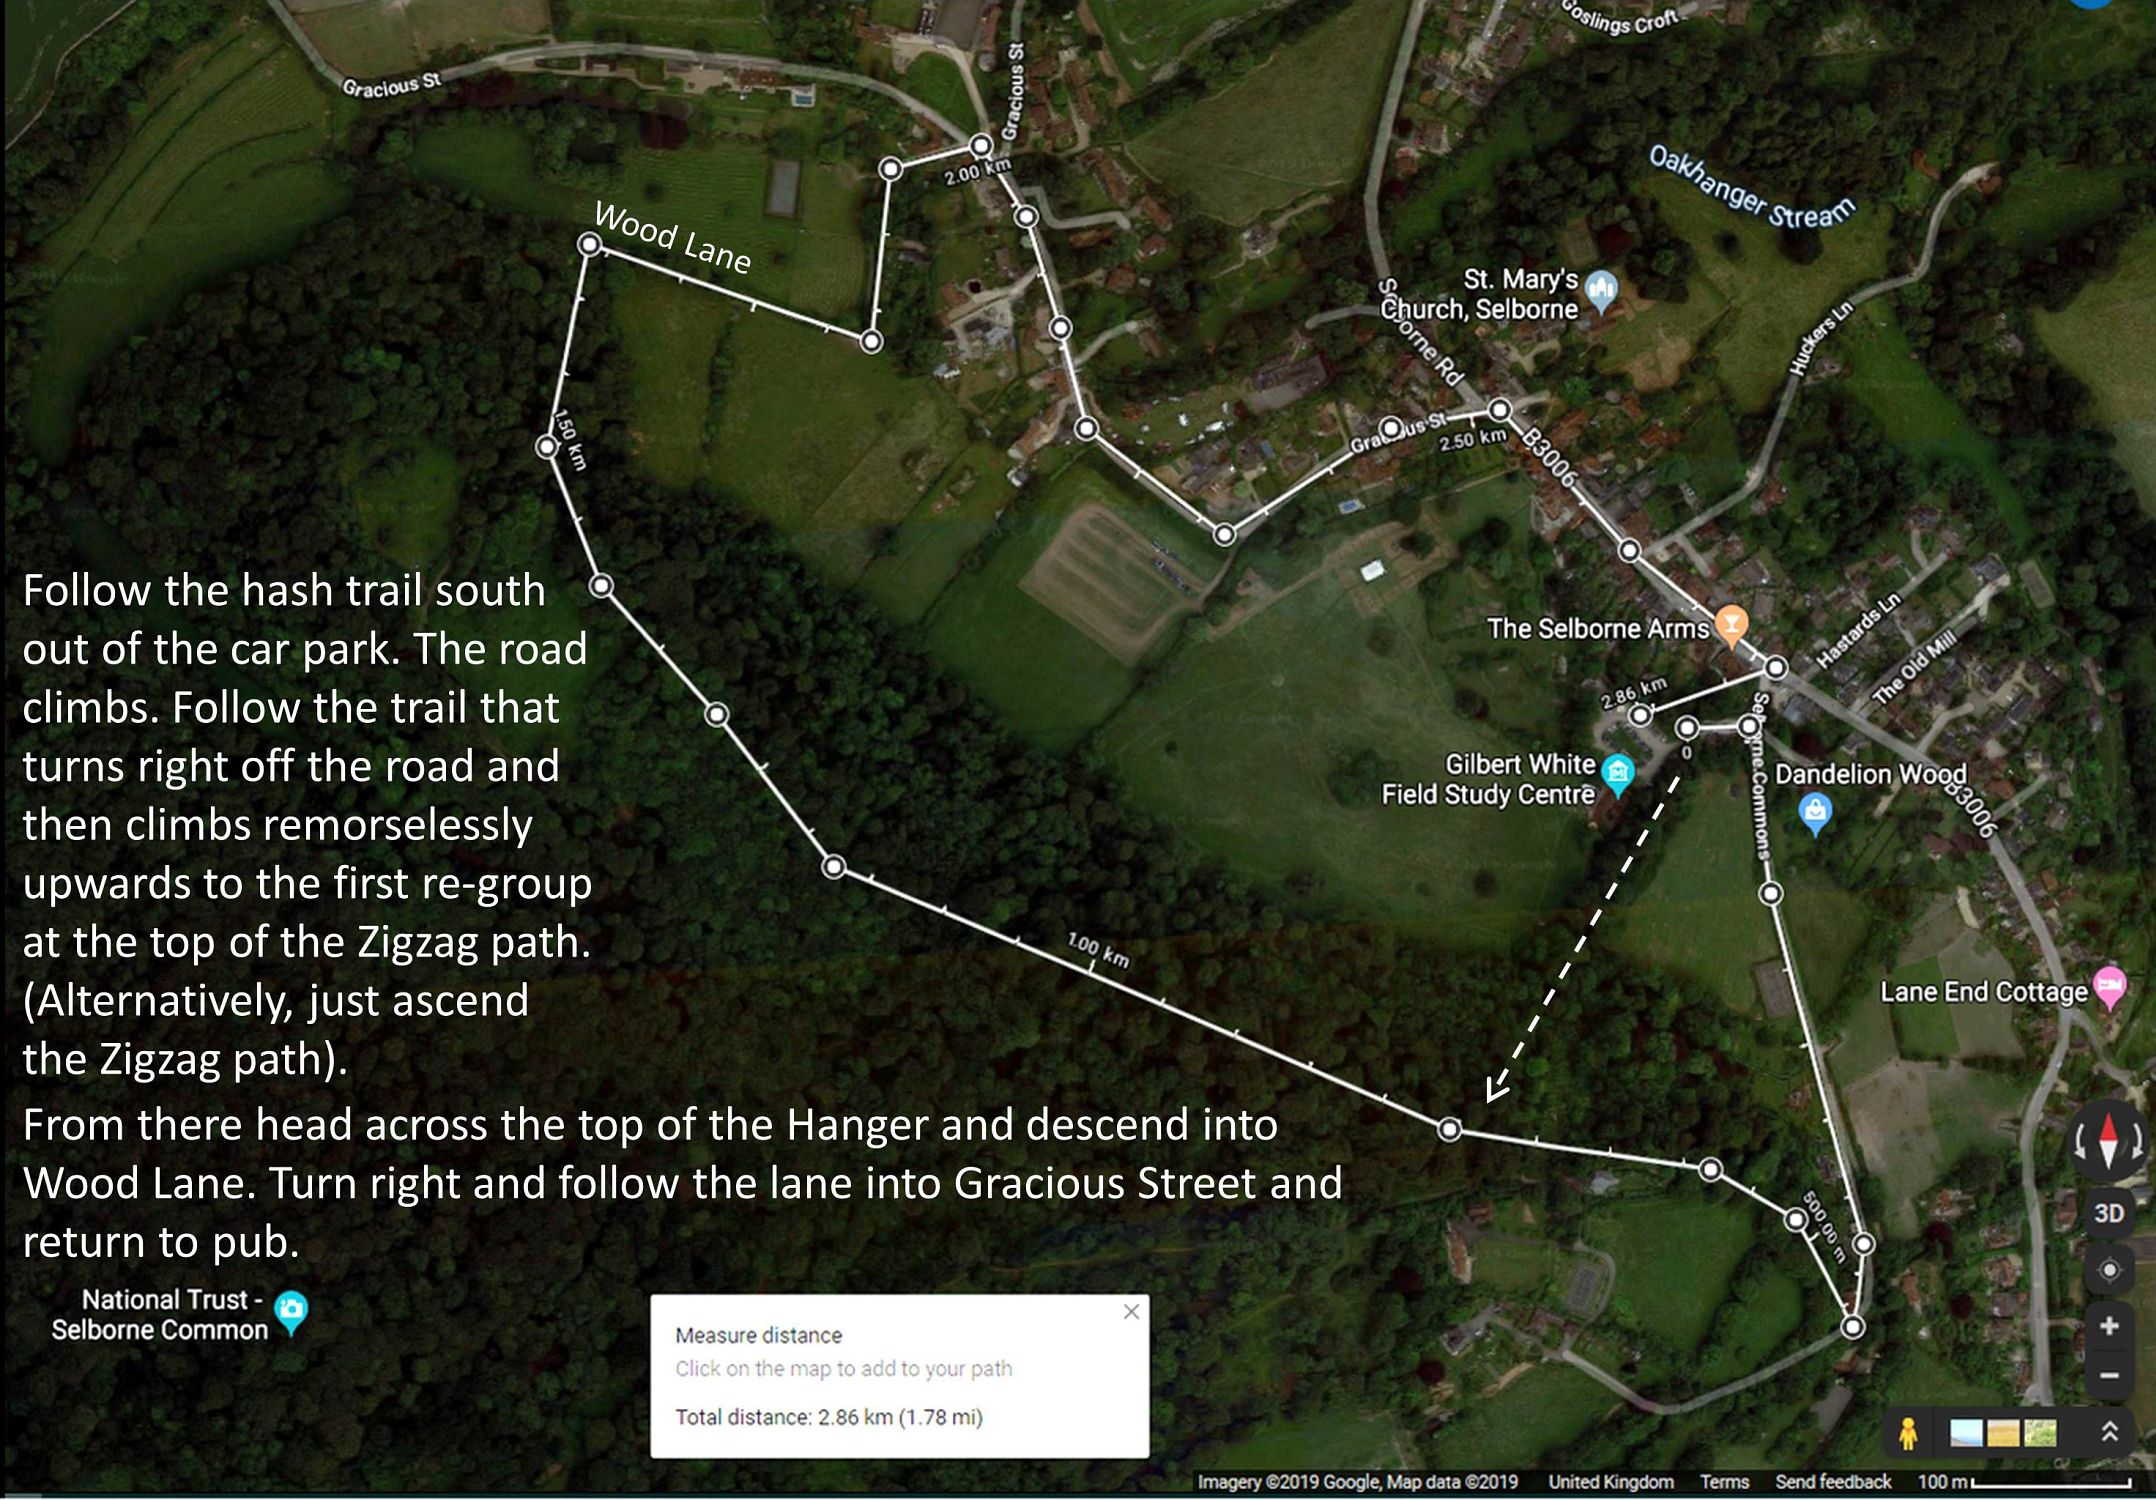 Goslings Croft
Gracious St
Gracious St
2.00 km
Oakhanger Stream
Wood Lane
St. Mary's
Church, Selborne
Selborne Rd
Huckers Ln
1.50 km
Gracious St
2.50 km
B3006
Follow the hash trail south
out of the car park. The road
climbs. Follow the trail that
turns right off the road and
then climbs remorselessly
upwards to the first re-group
at the top of the Zigzag path.
(Alternatively, just ascend
the Zigzag path).
From there head across the top of the Hanger and descend into
Wood Lane. Turn right and follow the lane into Gracious Street and
return to pub.
The Selborne Arms
Hastards Ln
The Old Mill
2.86 km
0
Selborne Commons
Gilbert White
Field Study Centre
Dandelion Wood
B3006
1.00 km
Lane End Cottage
500.00 m
3D
National Trust -
Selborne Common
Measure distance
Click on the map to add to your path
Total distance: 2.86 km (1.78 mi)
Imagery ©2019 Google, Map data ©2019 United Kingdom Terms Send feedback 100 m